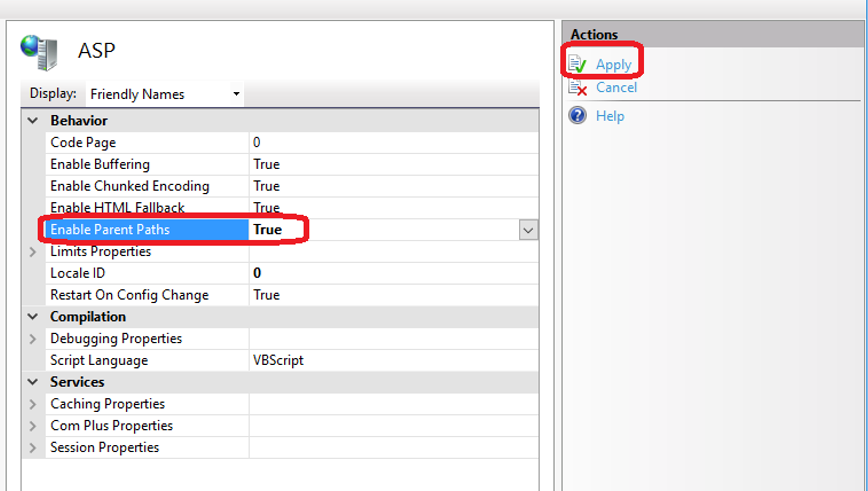 ASP
Display: Friendly Names
Behavior
Code Page 0
Enable Buffering True
Enable Chunked Encoding True
Enable HTML Fallback True
Enable Parent Paths True
Limits Properties
Locale ID 0
Restart On Config Change True
Compilation
Debugging Properties
Script Language VBScript
Services
Caching Properties
Com Plus Properties
Session Properties
Actions
Apply
Cancel
Help